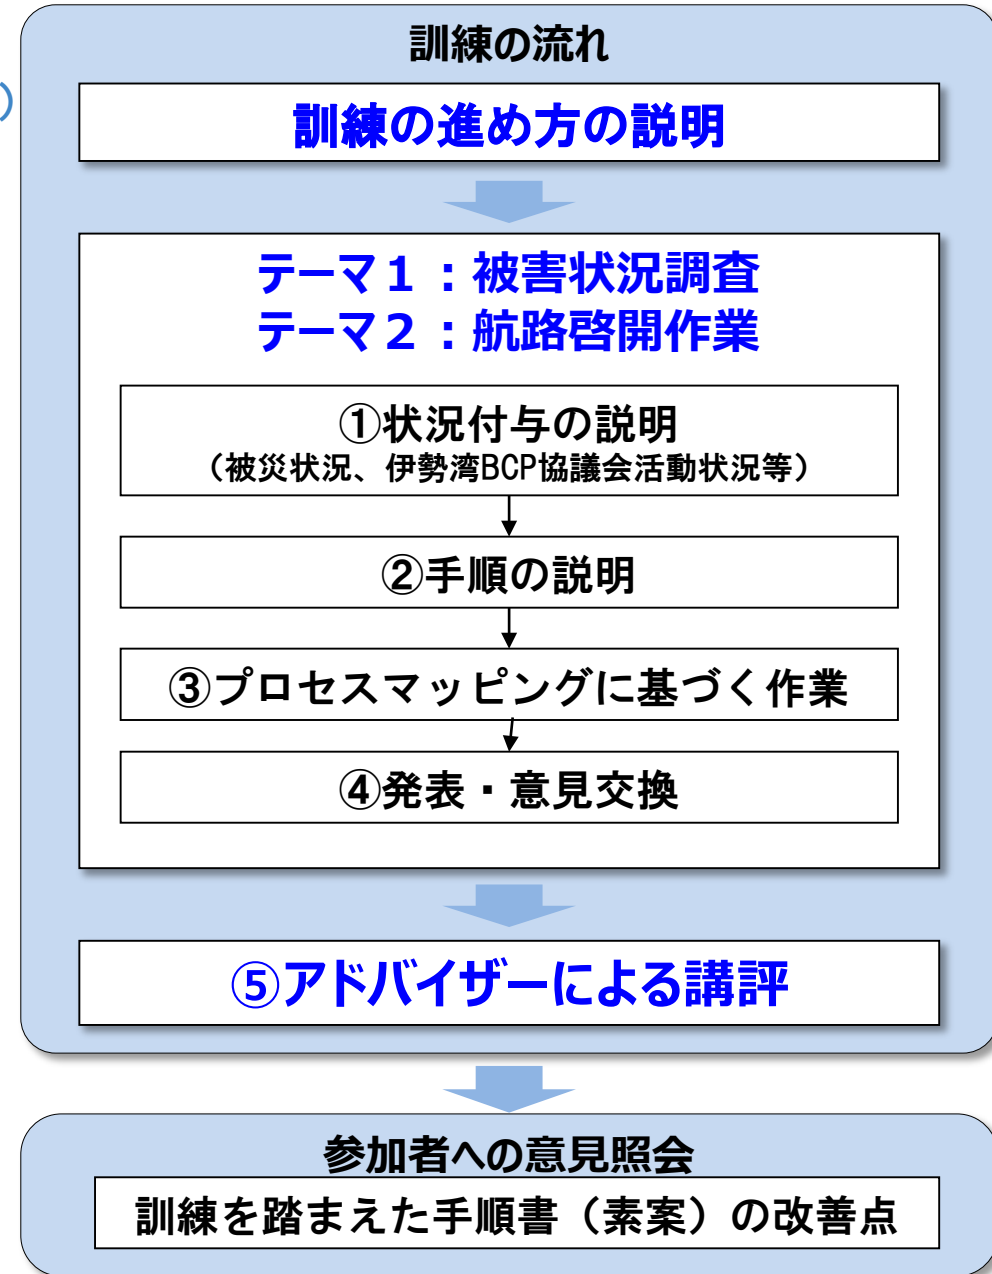 訓練の流れ
）
訓練の進め方の説明
テーマ１：被害状況調査
テーマ２：航路啓開作業
①状況付与の説明
（被災状況、伊勢湾BCP協議会活動状況等）
②手順の説明
③プロセスマッピングに基づく作業
④発表・意見交換
⑤アドバイザーによる講評
参加者への意見照会
訓練を踏まえた手順書（素案）の改善点